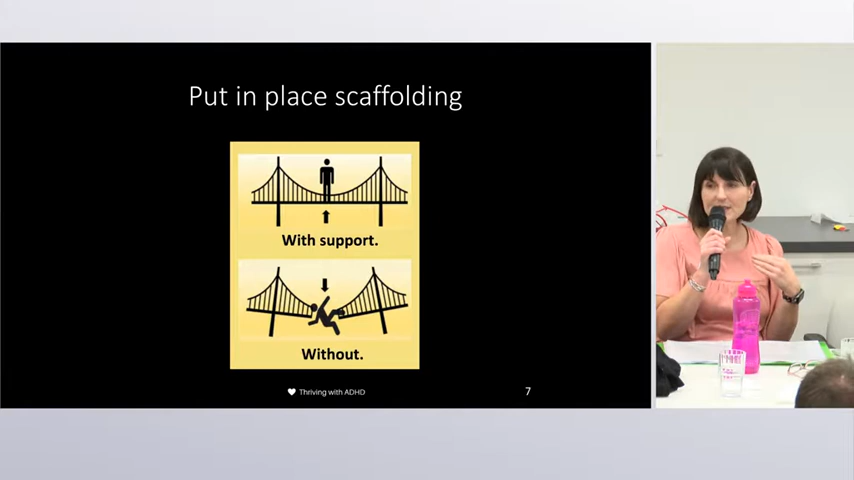 Put in place scaffolding
With support.
Without.
Thriving with ADHD
7